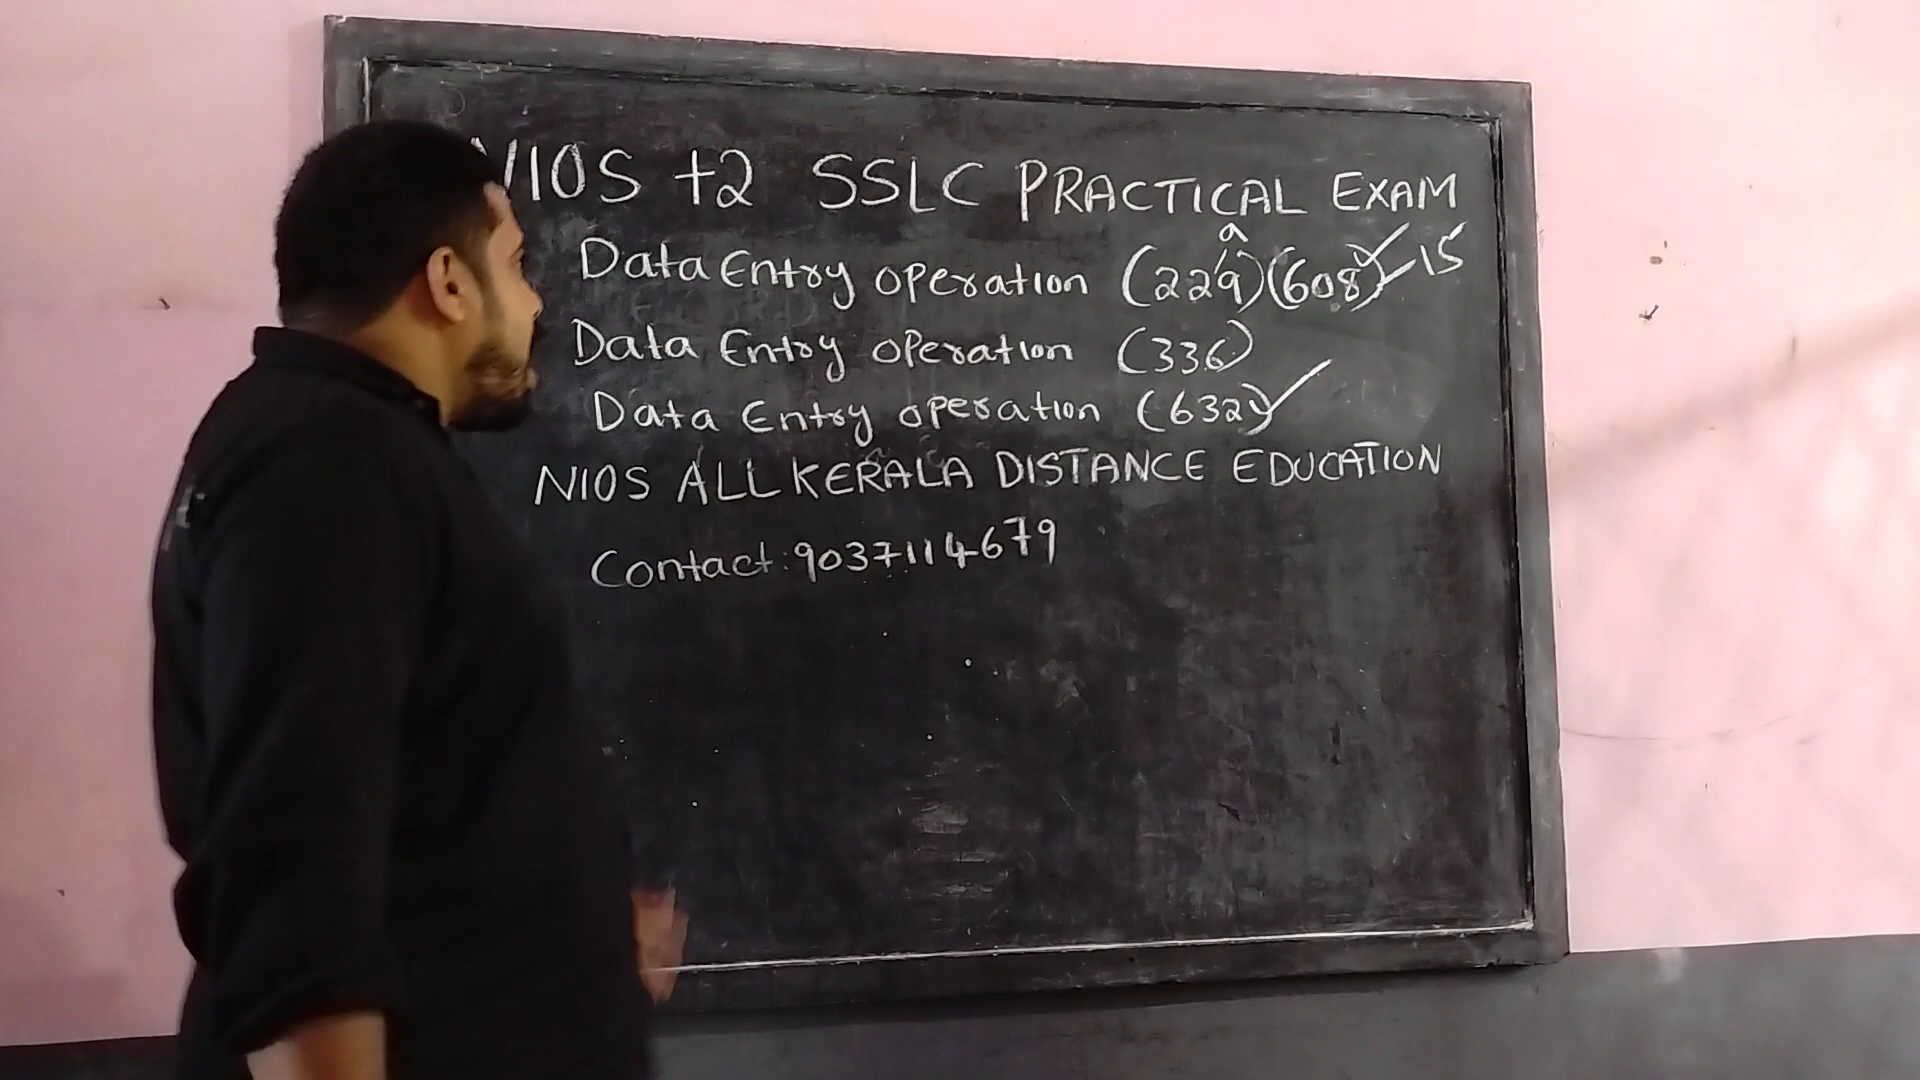 NIOS +2 SSLC PRACTICAL EXAM
Data Entry operation (229) (608) 15
Data Entry operation (336)
Data Entry operation (632)
NIOS ALL KERALA DISTANCE EDUCATION
Contact: 9037114679